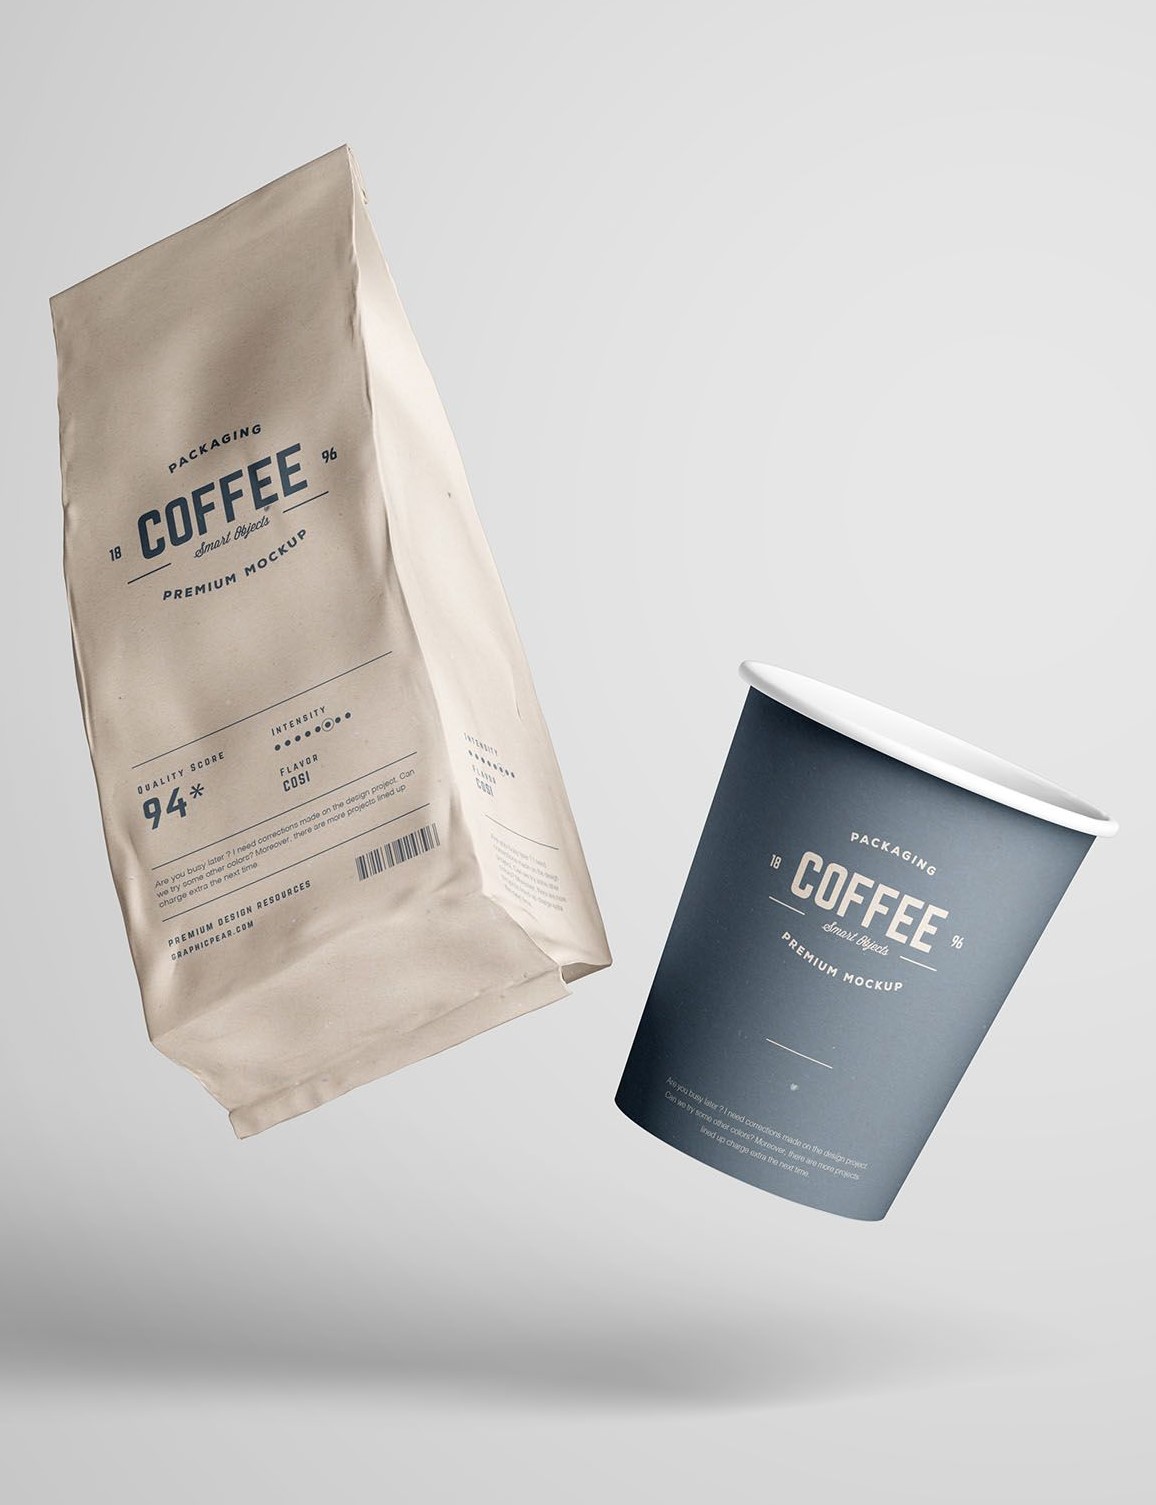 PACKAGING
COFFEE
18
96
Smart Objects
PREMIUM MOCKUP
QUALITY SCORE
94*
INTENSITY
FLAVOR
COSI
Are you busy later ? I need corrections made on the design project. Can
we try some other colors? Moreover, there are more projects lined up
charge extra the next time.
PREMIUM DESIGN RESOURCES
GRAPHICPEAR.COM
INTENSITY
FLAVOR
COSI
PACKAGING
18
COFFEE
96
Smart Objects
PREMIUM MOCKUP
Are you busy later ? I need corrections made on the design project.
Can we try some other colors? Moreover, there are more projects
lined up charge extra the next time.